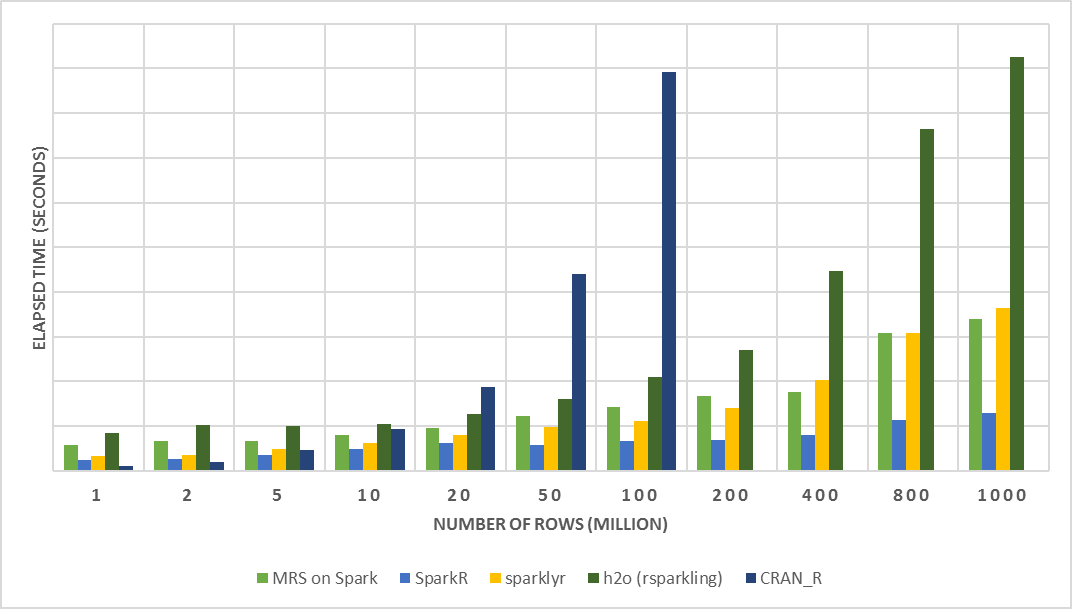 ELAPSED TIME (SECONDS)
1 2 5 10 20 50 100 200 400 800 1000
NUMBER OF ROWS (MILLION)
MRS on Spark SparkR sparklyr h2o (rsparkling) CRAN_R